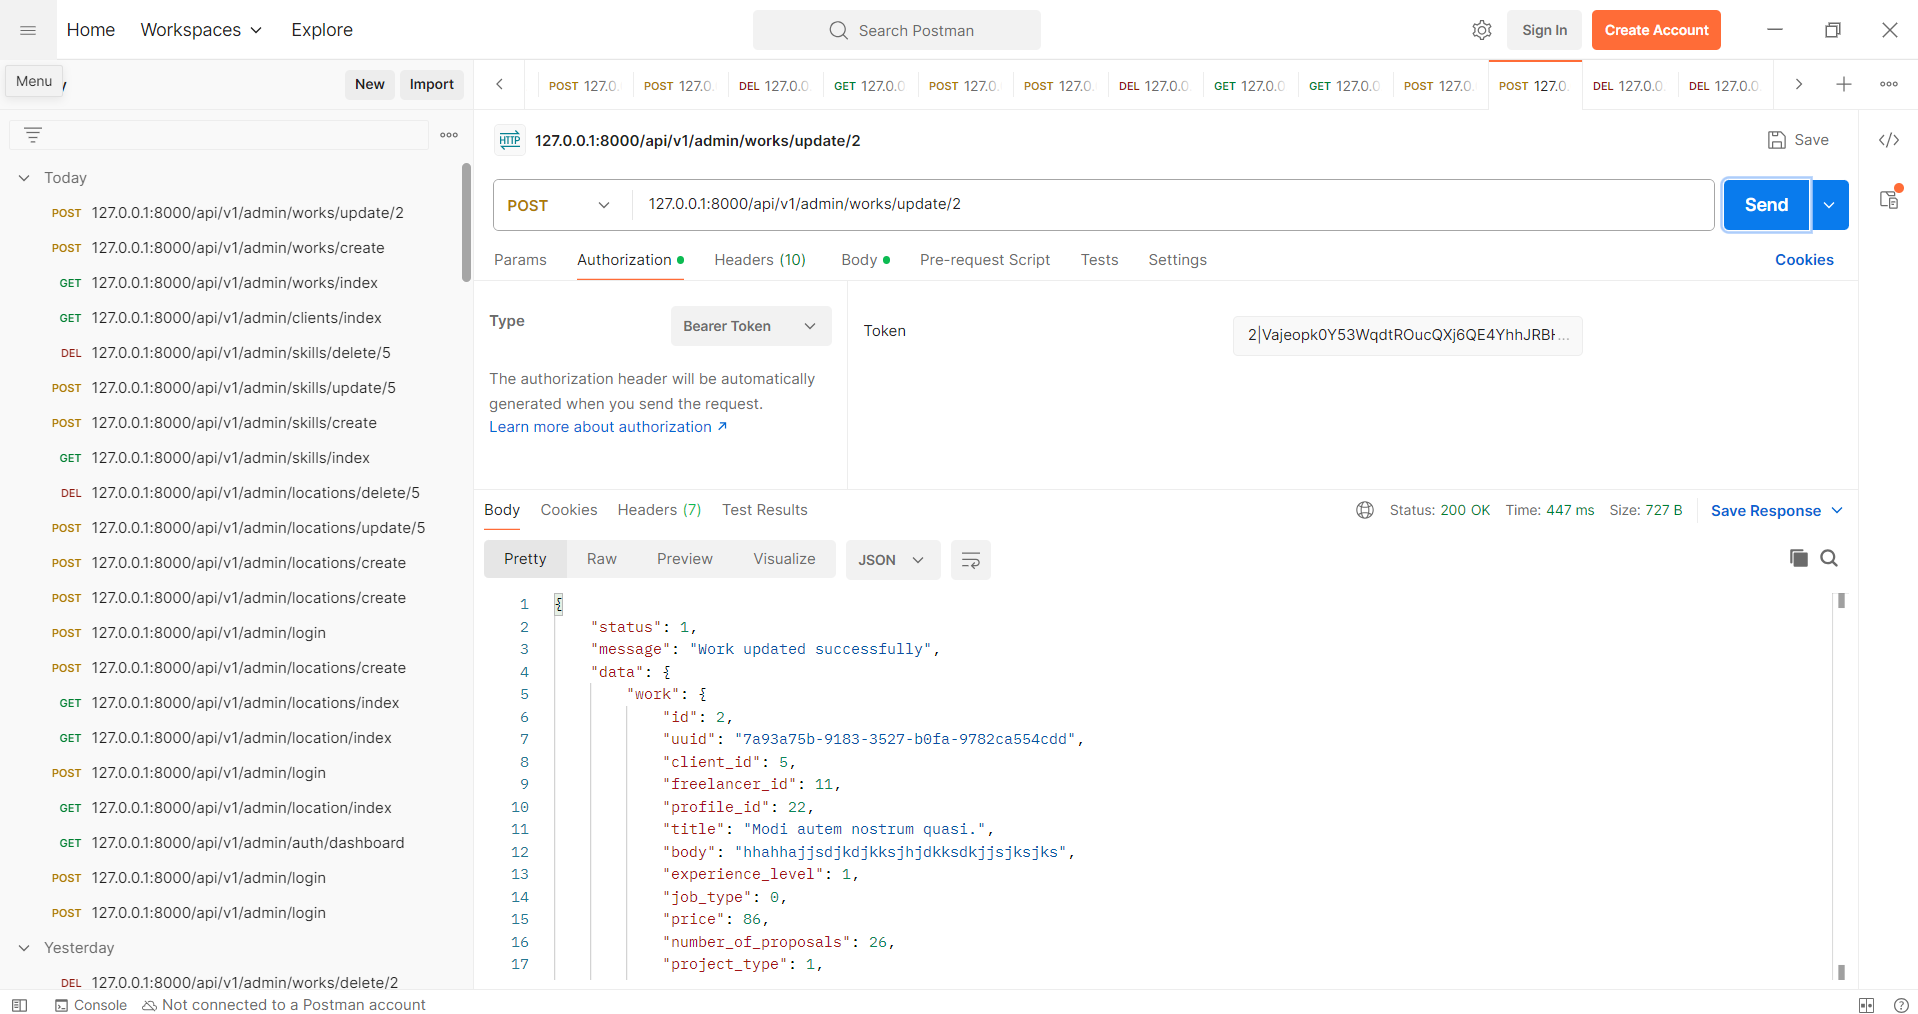 Home Workspaces Explore Search Postman Sign In Create Account
Menu y New Import
POST 127.0. POST 127.0. DEL 127.0.0 GET 127.0.0 POST 127.0. POST 127.0. DEL 127.0.0 GET 127.0.0 GET 127.0.0 POST 127.0. POST 127.0. DEL 127.0.0. DEL 127.0.0.
HTTP 127.0.0.1:8000/api/v1/admin/works/update/2 Save
POST 127.0.0.1:8000/api/v1/admin/works/update/2 Send
Params Authorization Headers (10) Body Pre-request Script Tests Settings Cookies
Type Bearer Token
The authorization header will be automatically
generated when you send the request.
Learn more about authorization
Token 2|Vajeopk0Y53WqdtROucQXj6QE4YhhJRBH...
Today
POST 127.0.0.1:8000/api/v1/admin/works/update/2
POST 127.0.0.1:8000/api/v1/admin/works/create
GET 127.0.0.1:8000/api/v1/admin/works/index
GET 127.0.0.1:8000/api/v1/admin/clients/index
DEL 127.0.0.1:8000/api/v1/admin/skills/delete/5
POST 127.0.0.1:8000/api/v1/admin/skills/update/5
POST 127.0.0.1:8000/api/v1/admin/skills/create
GET 127.0.0.1:8000/api/v1/admin/skills/index
DEL 127.0.0.1:8000/api/v1/admin/locations/delete/5
POST 127.0.0.1:8000/api/v1/admin/locations/update/5
POST 127.0.0.1:8000/api/v1/admin/locations/create
POST 127.0.0.1:8000/api/v1/admin/locations/create
POST 127.0.0.1:8000/api/v1/admin/login
POST 127.0.0.1:8000/api/v1/admin/locations/create
GET 127.0.0.1:8000/api/v1/admin/locations/index
GET 127.0.0.1:8000/api/v1/admin/location/index
POST 127.0.0.1:8000/api/v1/admin/login
GET 127.0.0.1:8000/api/v1/admin/location/index
GET 127.0.0.1:8000/api/v1/admin/auth/dashboard
POST 127.0.0.1:8000/api/v1/admin/login
POST 127.0.0.1:8000/api/v1/admin/login
Yesterday
DEL 127.0.0.1:8000/api/v1/admin/works/delete/2
Body Cookies Headers (7) Test Results Status: 200 OK Time: 447 ms Size: 727 B Save Response
Pretty Raw Preview Visualize JSON
1 {
2 "status": 1,
3 "message": "Work updated successfully",
4 "data": {
5 "work": {
6 "id": 2,
7 "uuid": "7a93a75b-9183-3527-b0fa-9782ca554cdd",
8 "client_id": 5,
9 "freelancer_id": 11,
10 "profile_id": 22,
11 "title": "Modi autem nostrum quasi.",
12 "body": "hhahhajjsdjkdjkksjhjdkksdkjjsjksjks",
13 "experience_level": 1,
14 "job_type": 0,
15 "price": 86,
16 "number_of_proposals": 26,
17 "project_type": 1,
Console Not connected to a Postman account